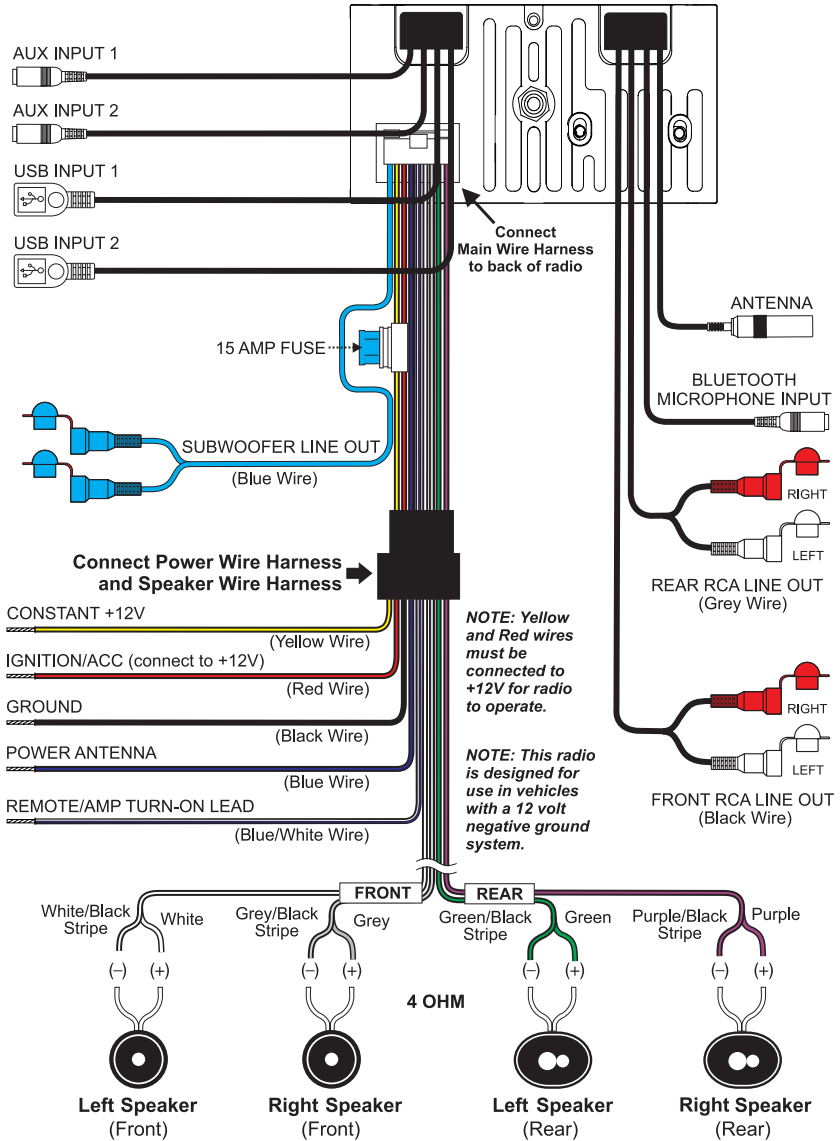 AUX INPUT 1
AUX INPUT 2
USB INPUT 1
USB INPUT 2
Connect
Main Wire Harness
to back of radio
ANTENNA
15 AMP FUSE
BLUETOOTH
MICROPHONE INPUT
SUBWOOFER LINE OUT
(Blue Wire)
RIGHT
LEFT
REAR RCA LINE OUT
(Grey Wire)
Connect Power Wire Harness
and Speaker Wire Harness
CONSTANT +12V
(Yellow Wire)
IGNITION/ACC (connect to +12V)
(Red Wire)
GROUND
(Black Wire)
POWER ANTENNA
(Blue Wire)
REMOTE/AMP TURN-ON LEAD
(Blue/White Wire)
NOTE: Yellow
and Red wires
must be
connected to
+12V for radio
to operate.
NOTE: This radio
is designed for
use in vehicles
with a 12 volt
negative ground
system.
RIGHT
LEFT
FRONT RCA LINE OUT
(Black Wire)
FRONT
REAR
White/Black
Stripe
White
Grey/Black
Stripe
Grey
Green/Black
Stripe
Green
Purple/Black
Stripe
Purple
(–) (+)
(–) (+)
(–) (+)
(–) (+)
4 OHM
Left Speaker
(Front)
Right Speaker
(Front)
Left Speaker
(Rear)
Right Speaker
(Rear)